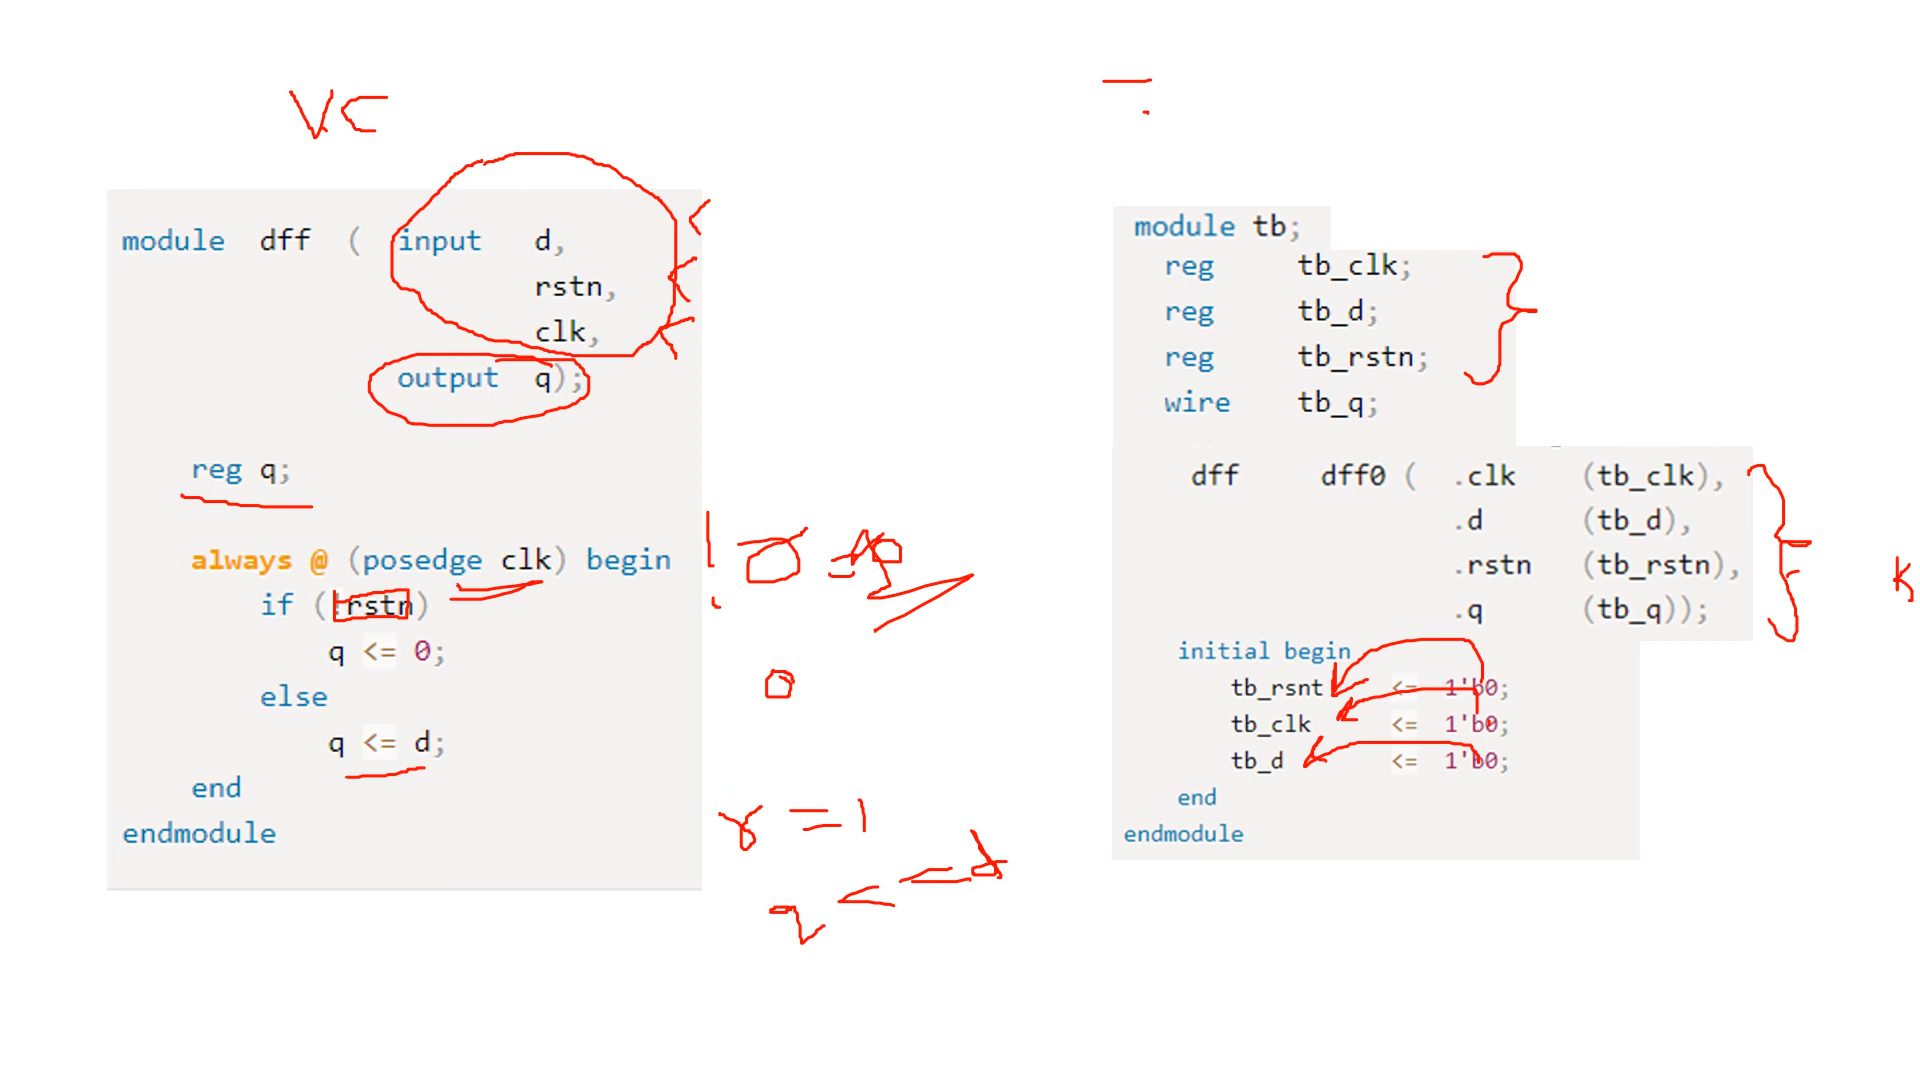 VC
module dff ( input d,
rstn,
clk,
output q);
reg q;
always @ (posedge clk) begin
if (!rstn)
q <= 0;
else
q <= d;
end
endmodule
r = 1
module tb;
reg tb_clk;
reg tb_d;
reg tb_rstn;
wire tb_q;
dff dff0 ( .clk (tb_clk),
.d (tb_d),
.rstn (tb_rstn),
.q (tb_q));
initial begin
tb_rsnt <= 1'b0;
tb_clk <= 1'b0;
tb_d <= 1'b0;
end
endmodule